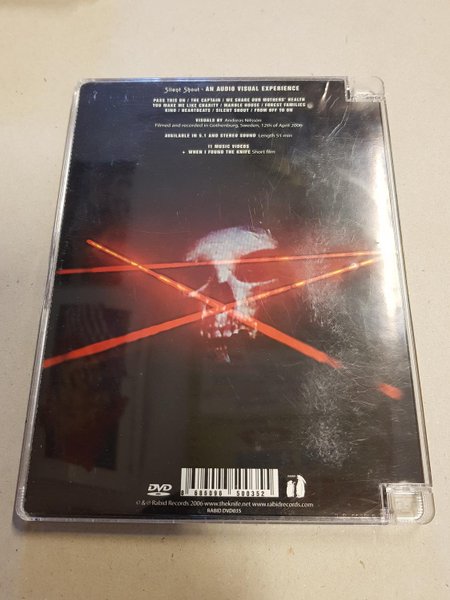 Silent Shout - AN AUDIO VISUAL EXPERIENCE
PASS THIS ON / THE CAPTAIN / WE SHARE OUR MOTHERS' HEALTH
YOU MAKE ME LIKE CHARITY / MARBLE HOUSE / FOREST FAMILIES
KINO / HEARTBEATS / SILENT SHOUT / FROM OFF TO ON
VISUALS BY Andreas Nilsson
Filmed and recorded in Gothenburg, Sweden, 12th of April 2006
AVAILABLE IN 5.1 AND STEREO SOUND Length 51 min
11 MUSIC VIDEOS
+ WHEN I FOUND THE KNIFE Short film
DVD
500352
© & ℗ Rabid Records 2006 www.theknife.net www.rabidrecords.com
RABID DVD035